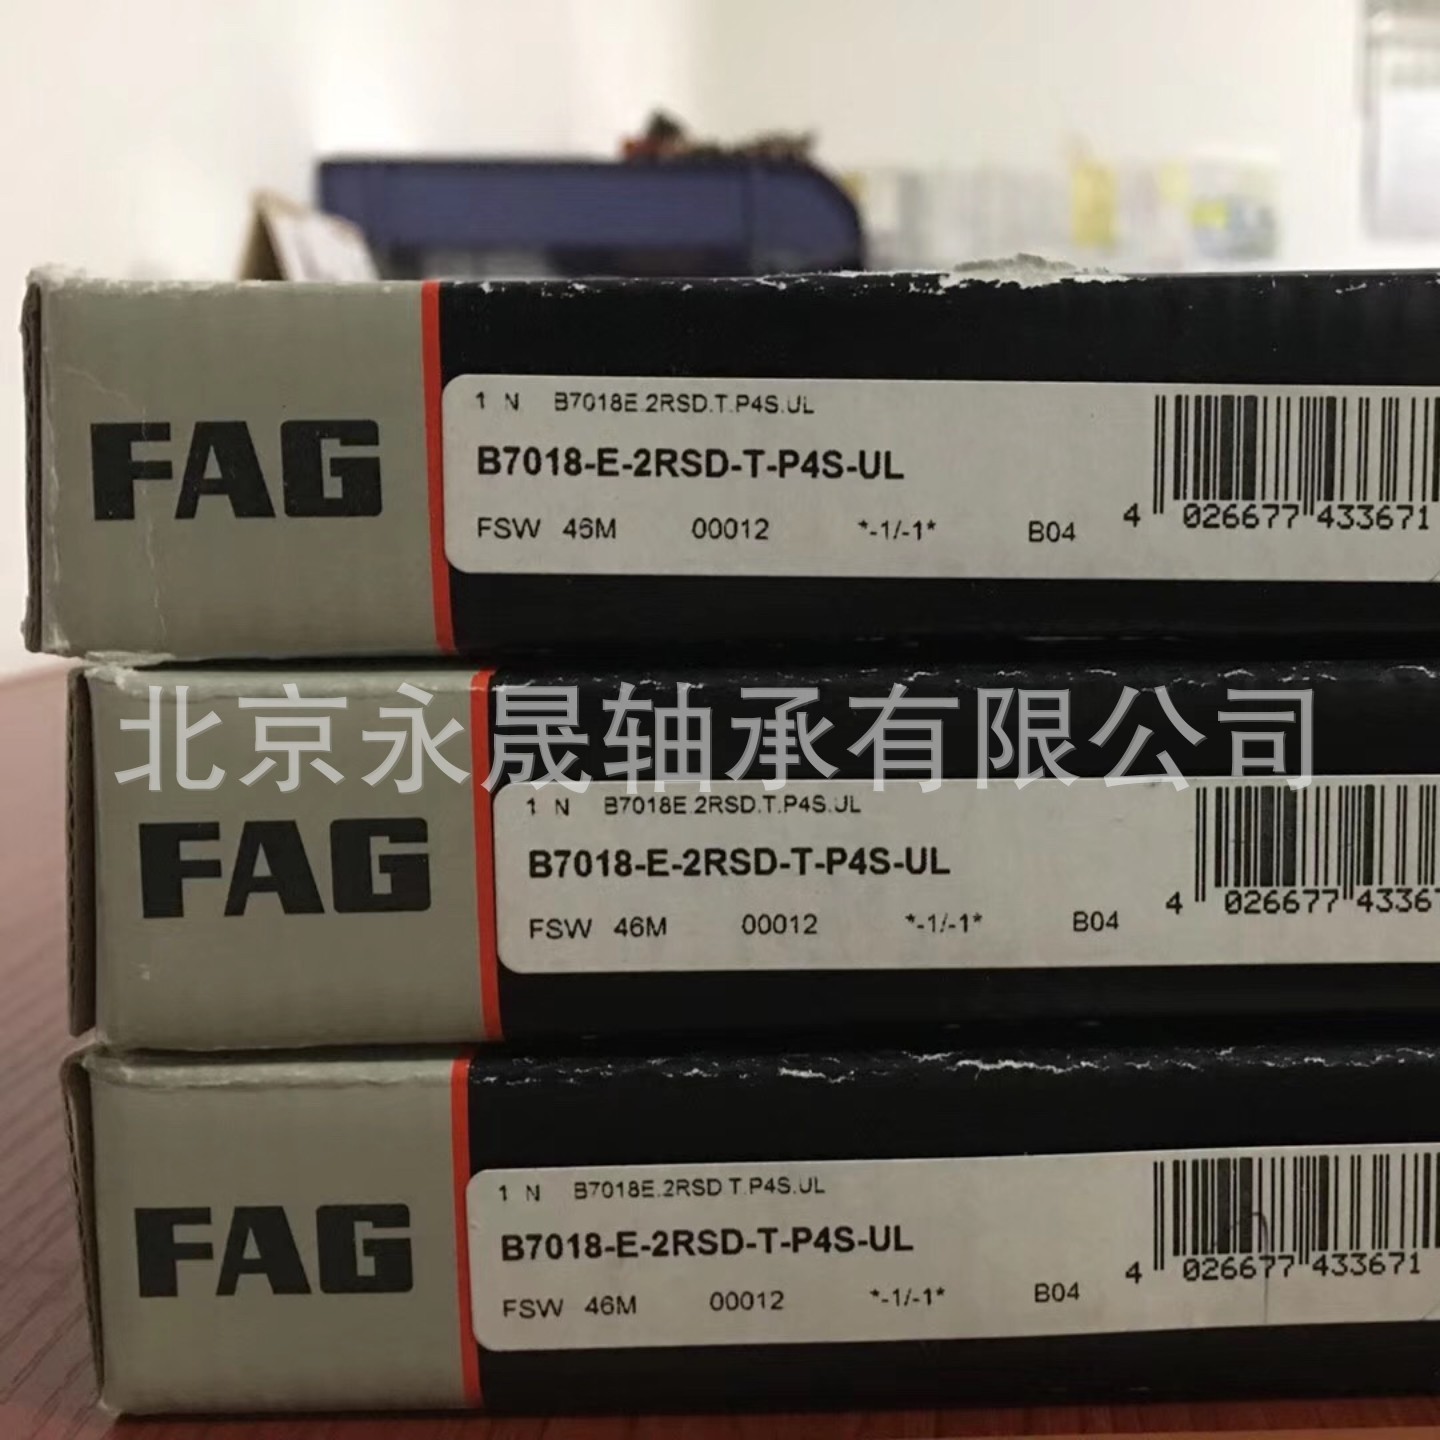 FAG
1 N B7018E.2RSD.T.P4S.UL
B7018-E-2RSD-T-P4S-UL
FSW 46M 00012 *-1/-1* B04
4 026677 433671
北京永晟轴承有限公司
FAG
1 N B7018E.2RSD.T.P4S.UL
B7018-E-2RSD-T-P4S-UL
FSW 46M 00012 *-1/-1* B04
4 026677 43367
FAG
1 N B7018E.2RSD.T.P4S.UL
B7018-E-2RSD-T-P4S-UL
FSW 46M 00012 *-1/-1* B04
4 026677 433671